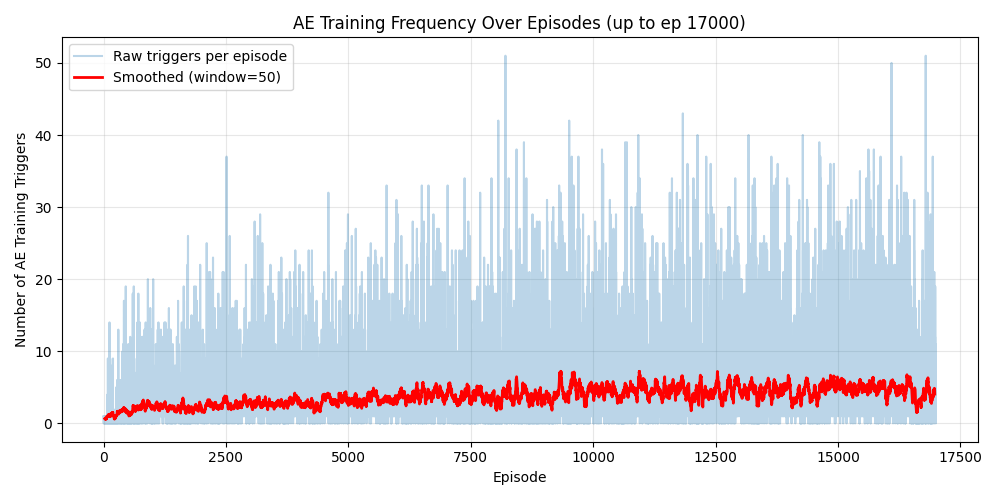 AE Training Frequency Over Episodes (up to ep 17000)
Raw triggers per episode
Smoothed (window=50)
Number of AE Training Triggers
50
40
30
20
10
0
0 2500 5000 7500 10000 12500 15000 17500
Episode